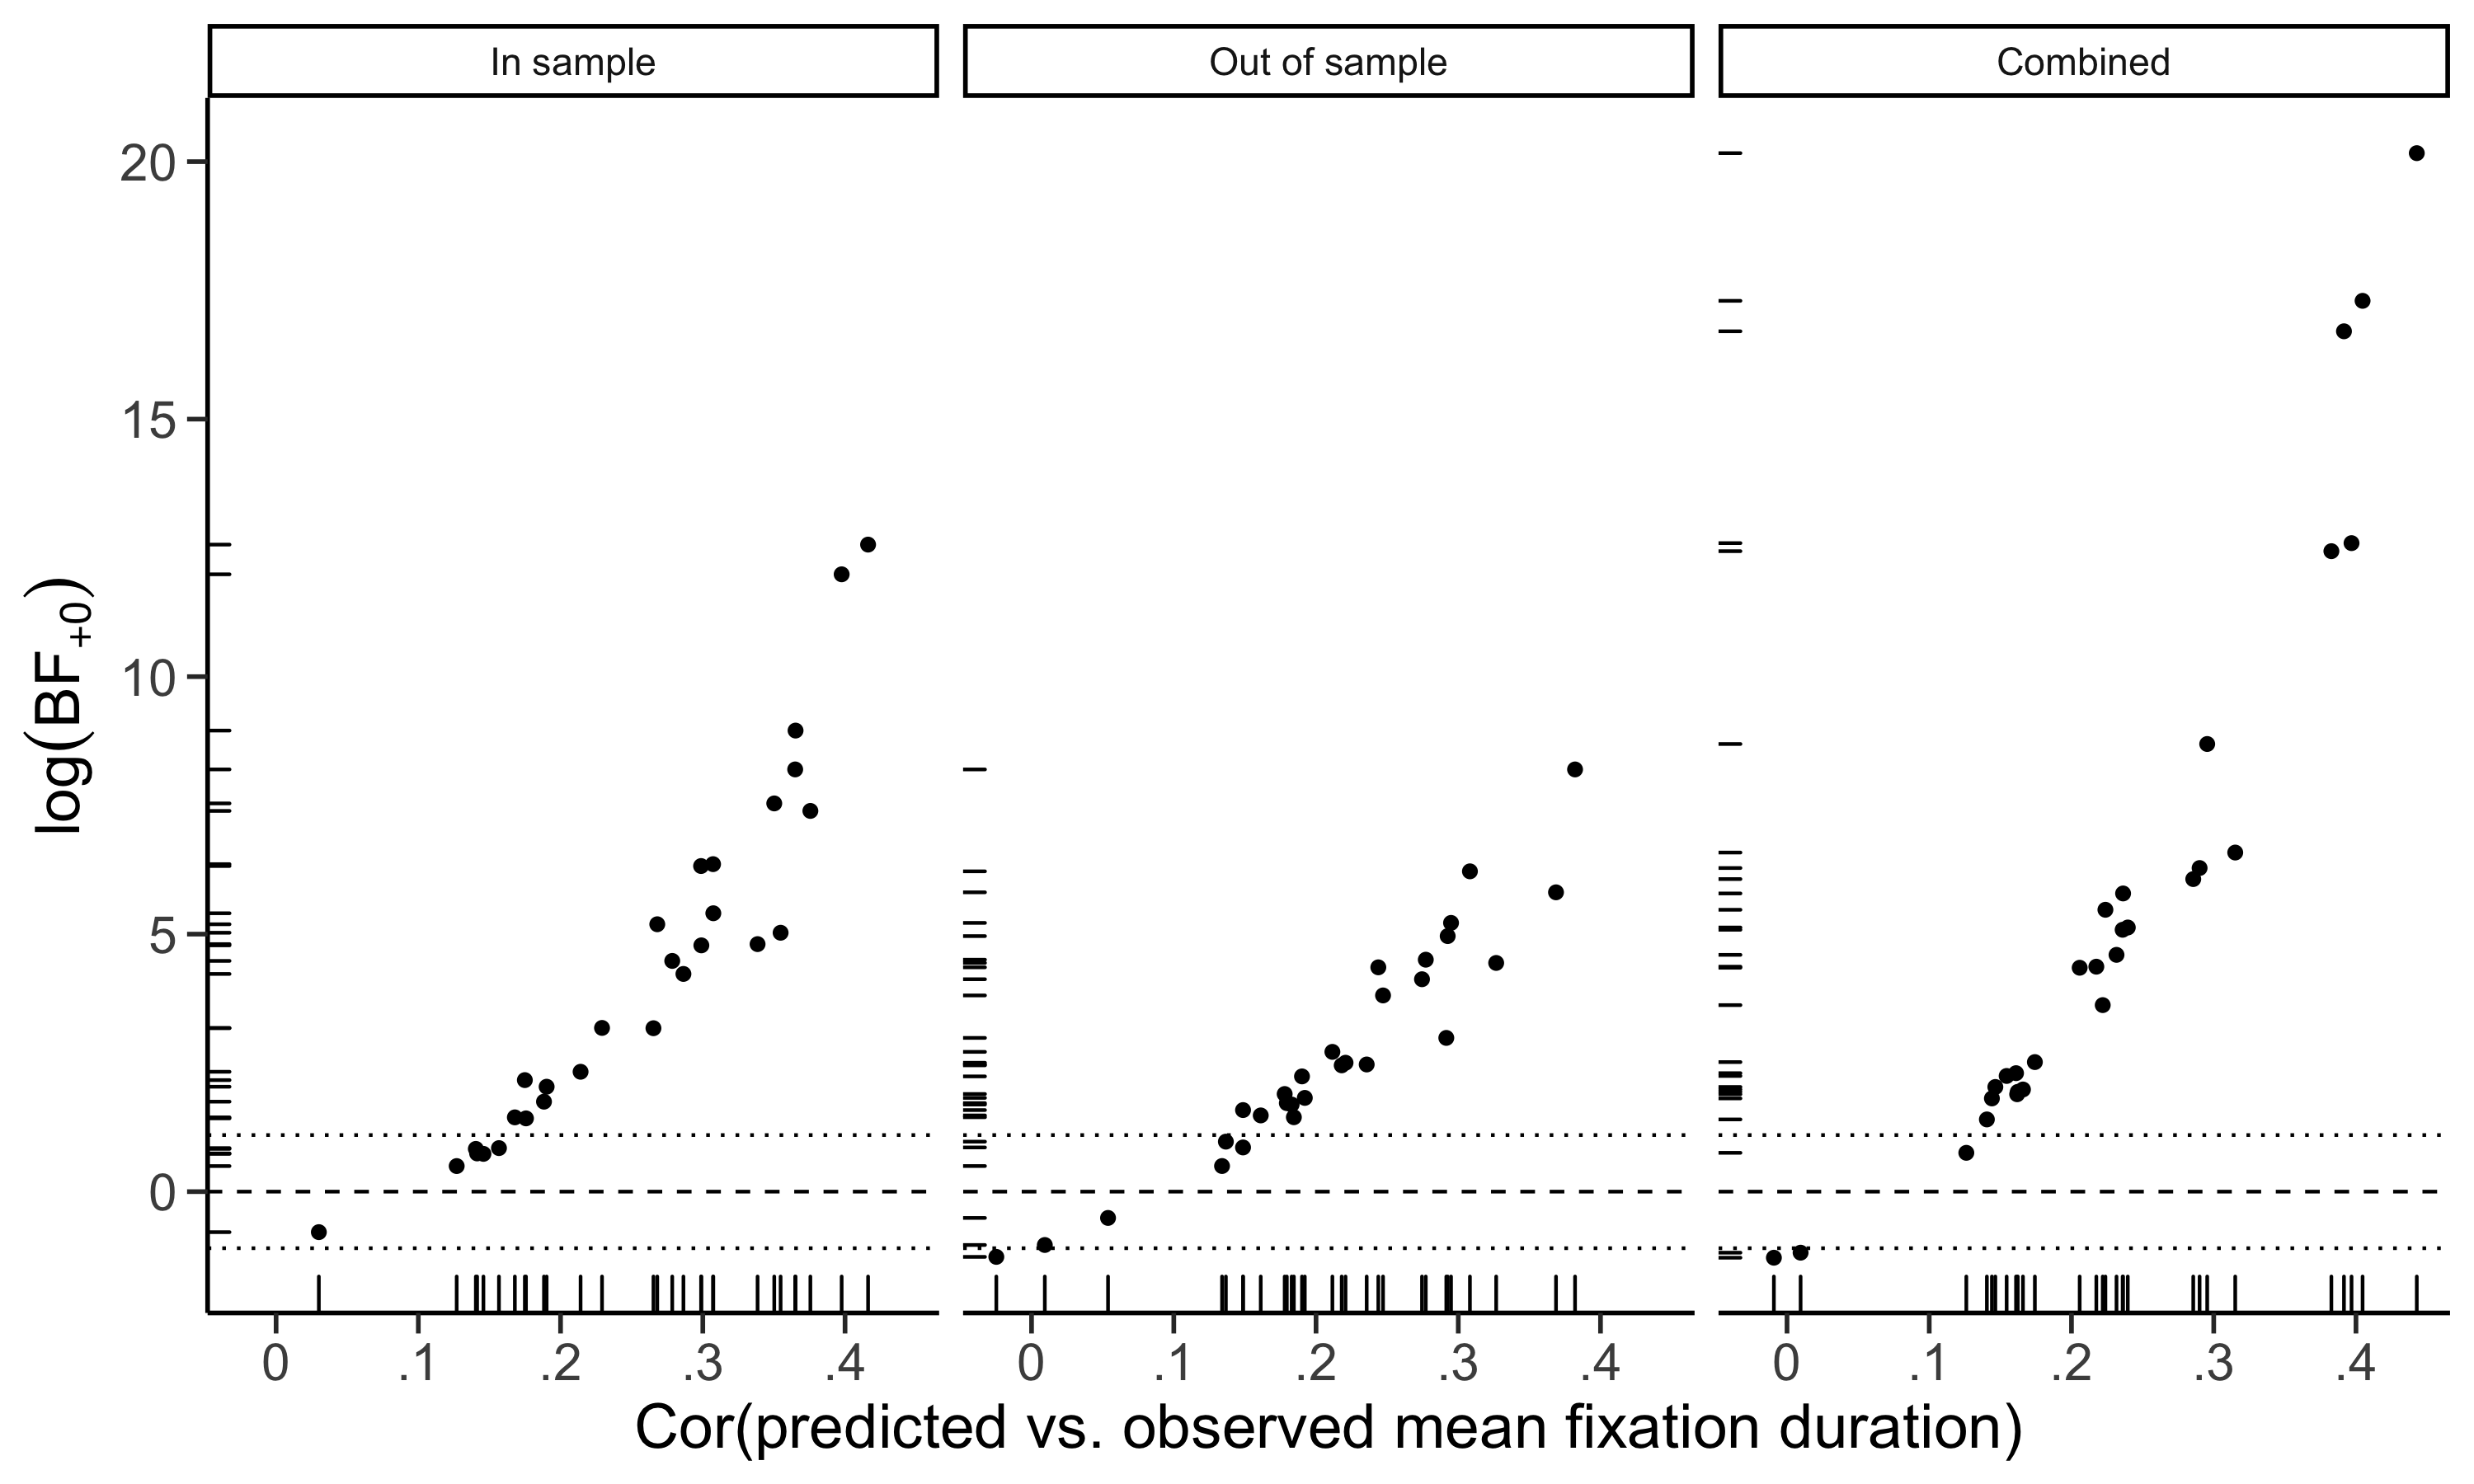 In sample
Out of sample
Combined
20
15
10
5
0
log(BF+0)
0 .1 .2 .3 .4
0 .1 .2 .3 .4
0 .1 .2 .3 .4
Cor(predicted vs. observed mean fixation duration)